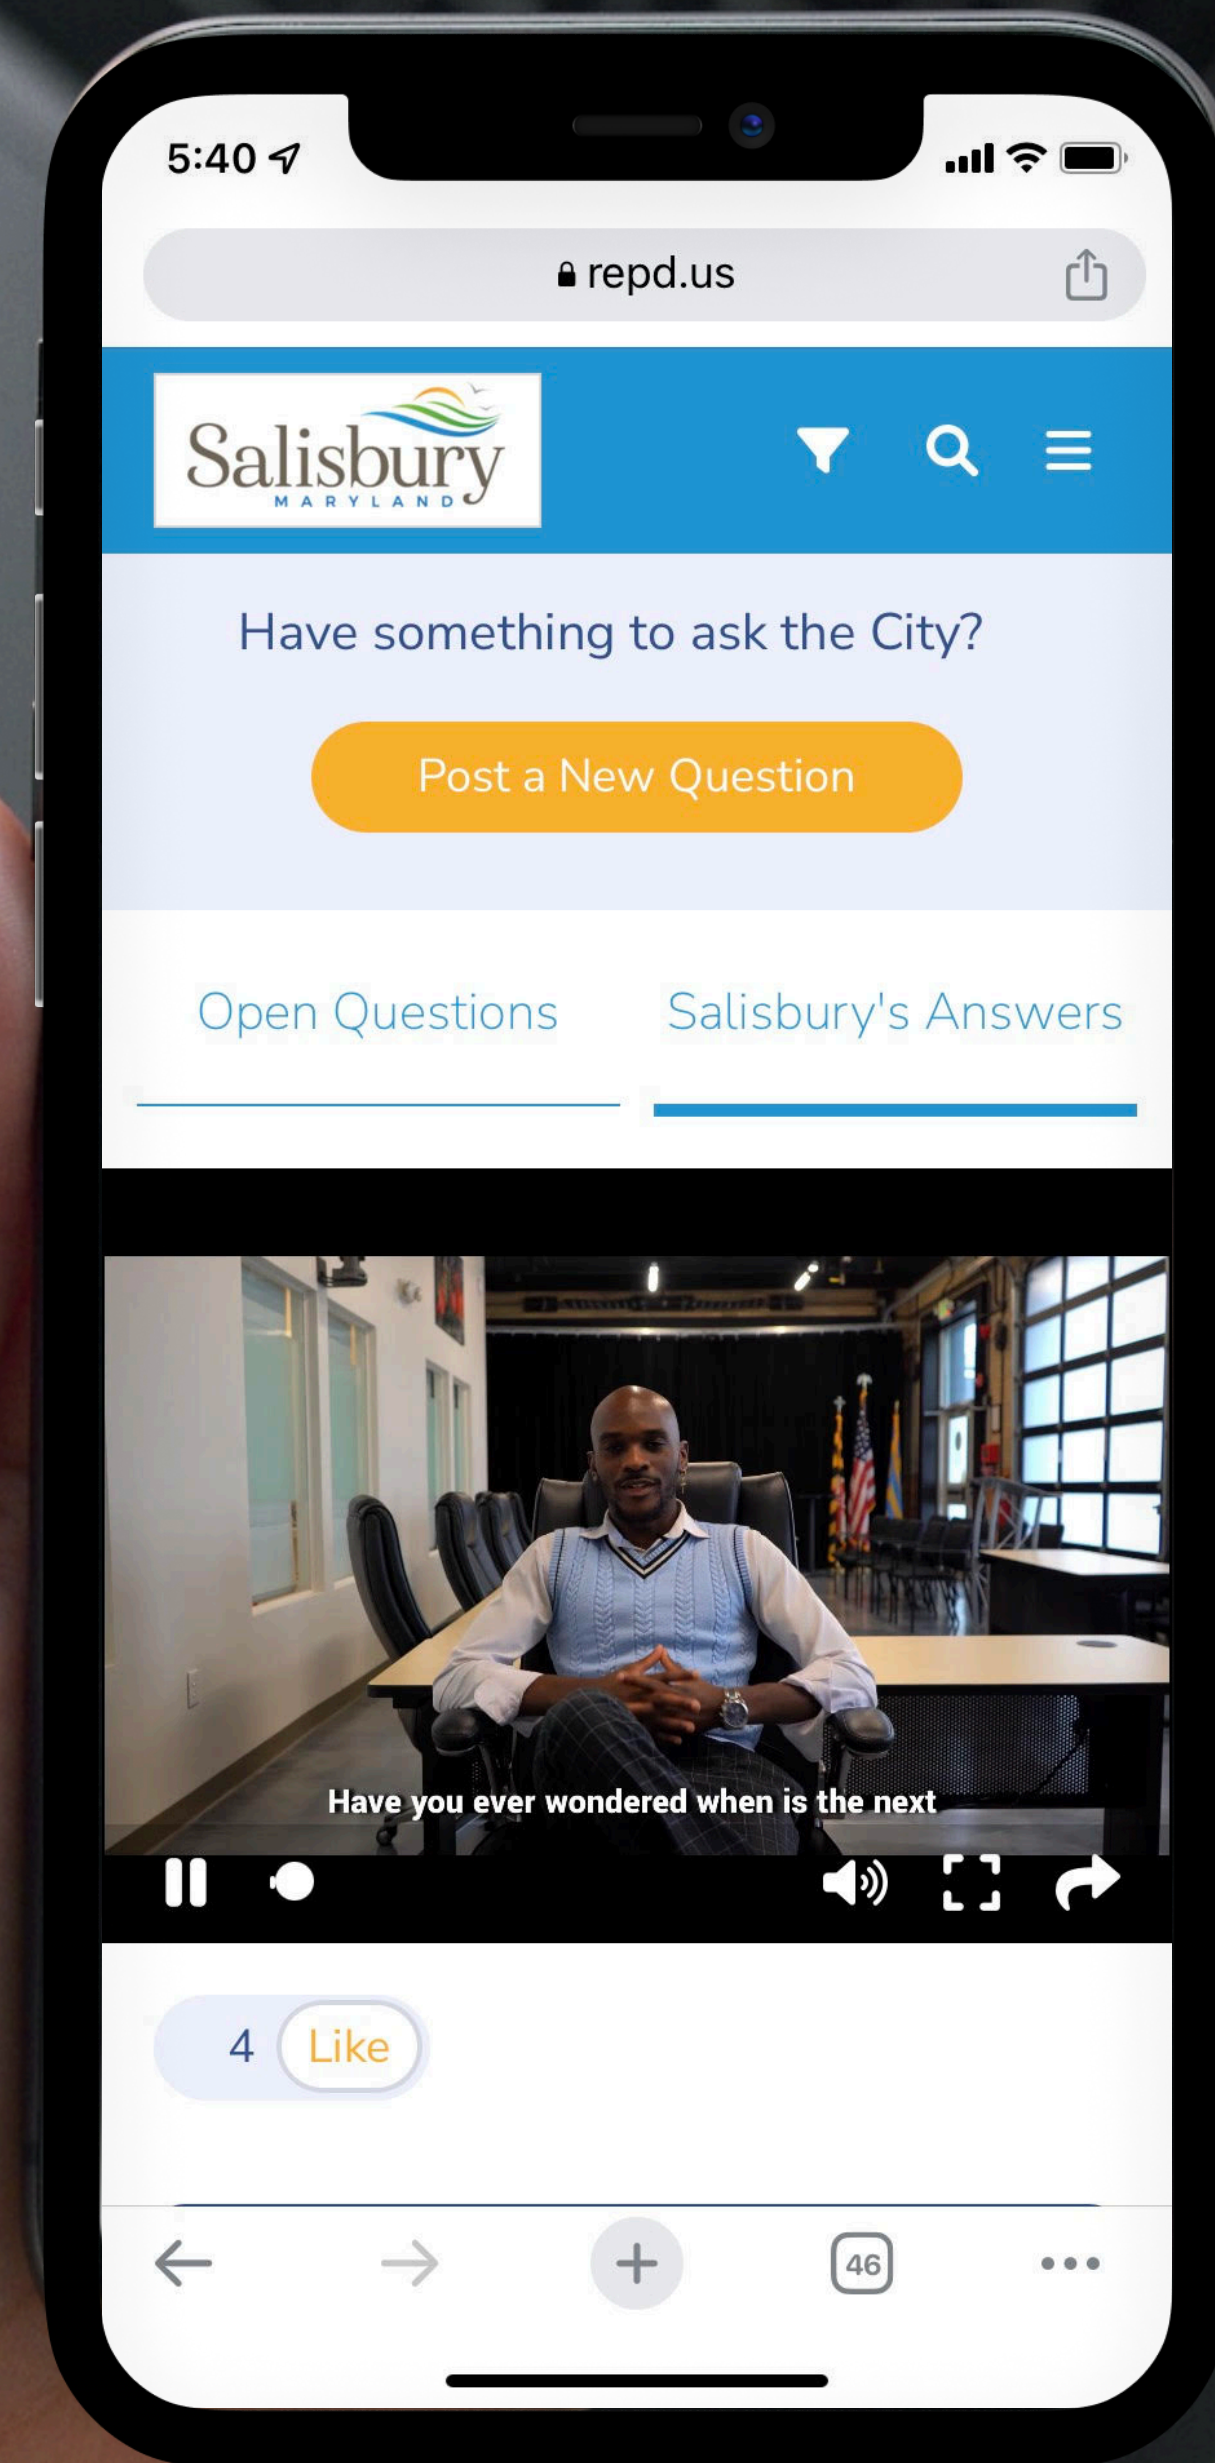 5:40
repd.us
Salisbury
MARYLAND
Have something to ask the City?
Post a New Question
Open Questions
Salisbury's Answers
Have you ever wondered when is the next
4
Like
46